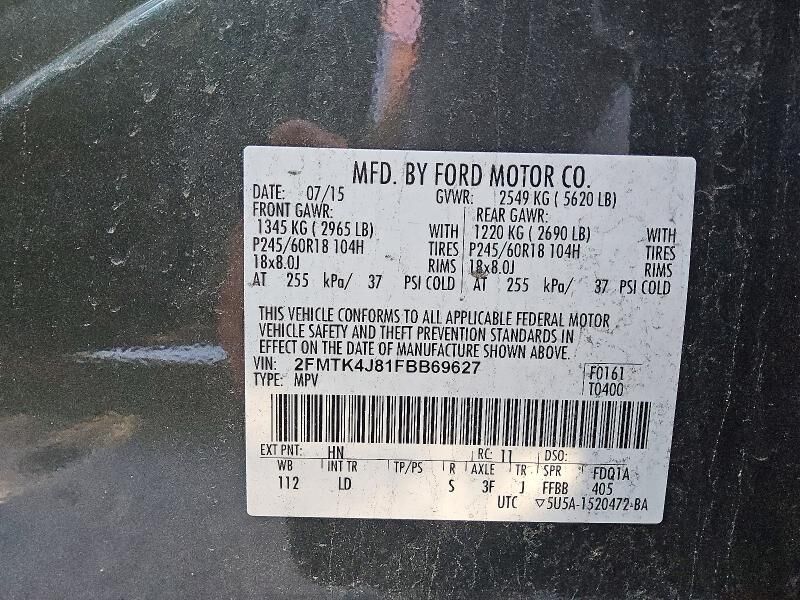 MFD. BY FORD MOTOR CO.
DATE: 07/15 GVWR: 2549 KG ( 5620 LB)
FRONT GAWR: REAR GAWR:
1345 KG ( 2965 LB) WITH 1220 KG ( 2690 LB) WITH
P245/60R18 104H TIRES P245/60R18 104H TIRES
18x8.0J RIMS 18x8.0J RIMS
AT 255 kPa/ 37 PSI COLD AT 255 kPa/ 37 PSI COLD
THIS VEHICLE CONFORMS TO ALL APPLICABLE FEDERAL MOTOR
VEHICLE SAFETY AND THEFT PREVENTION STANDARDS IN
EFFECT ON THE DATE OF MANUFACTURE SHOWN ABOVE.
VIN: 2FMTK4J81FBB69627 F0161
TYPE: MPV T0400
EXT PNT: HN RC: 11 DSO:
WB INT TR TP/PS R AXLE TR SPR FDQ1A
112 LD S 3F J FFBB 405
UTC ▽5U5A-1520472-BA